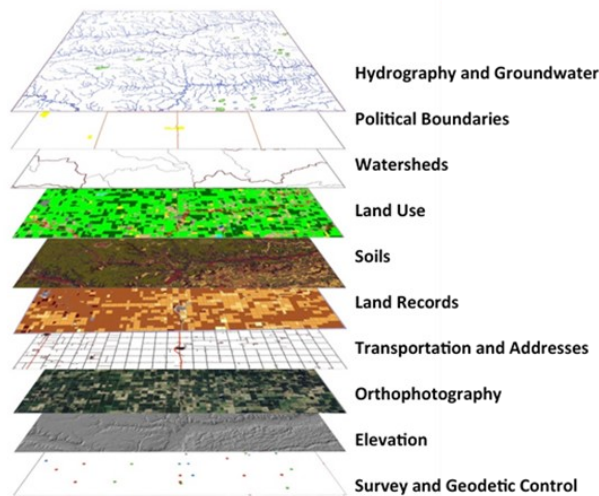 Hydrography and Groundwater
Political Boundaries
Watersheds
Land Use
Soils
Land Records
Transportation and Addresses
Orthophotography
Elevation
Survey and Geodetic Control